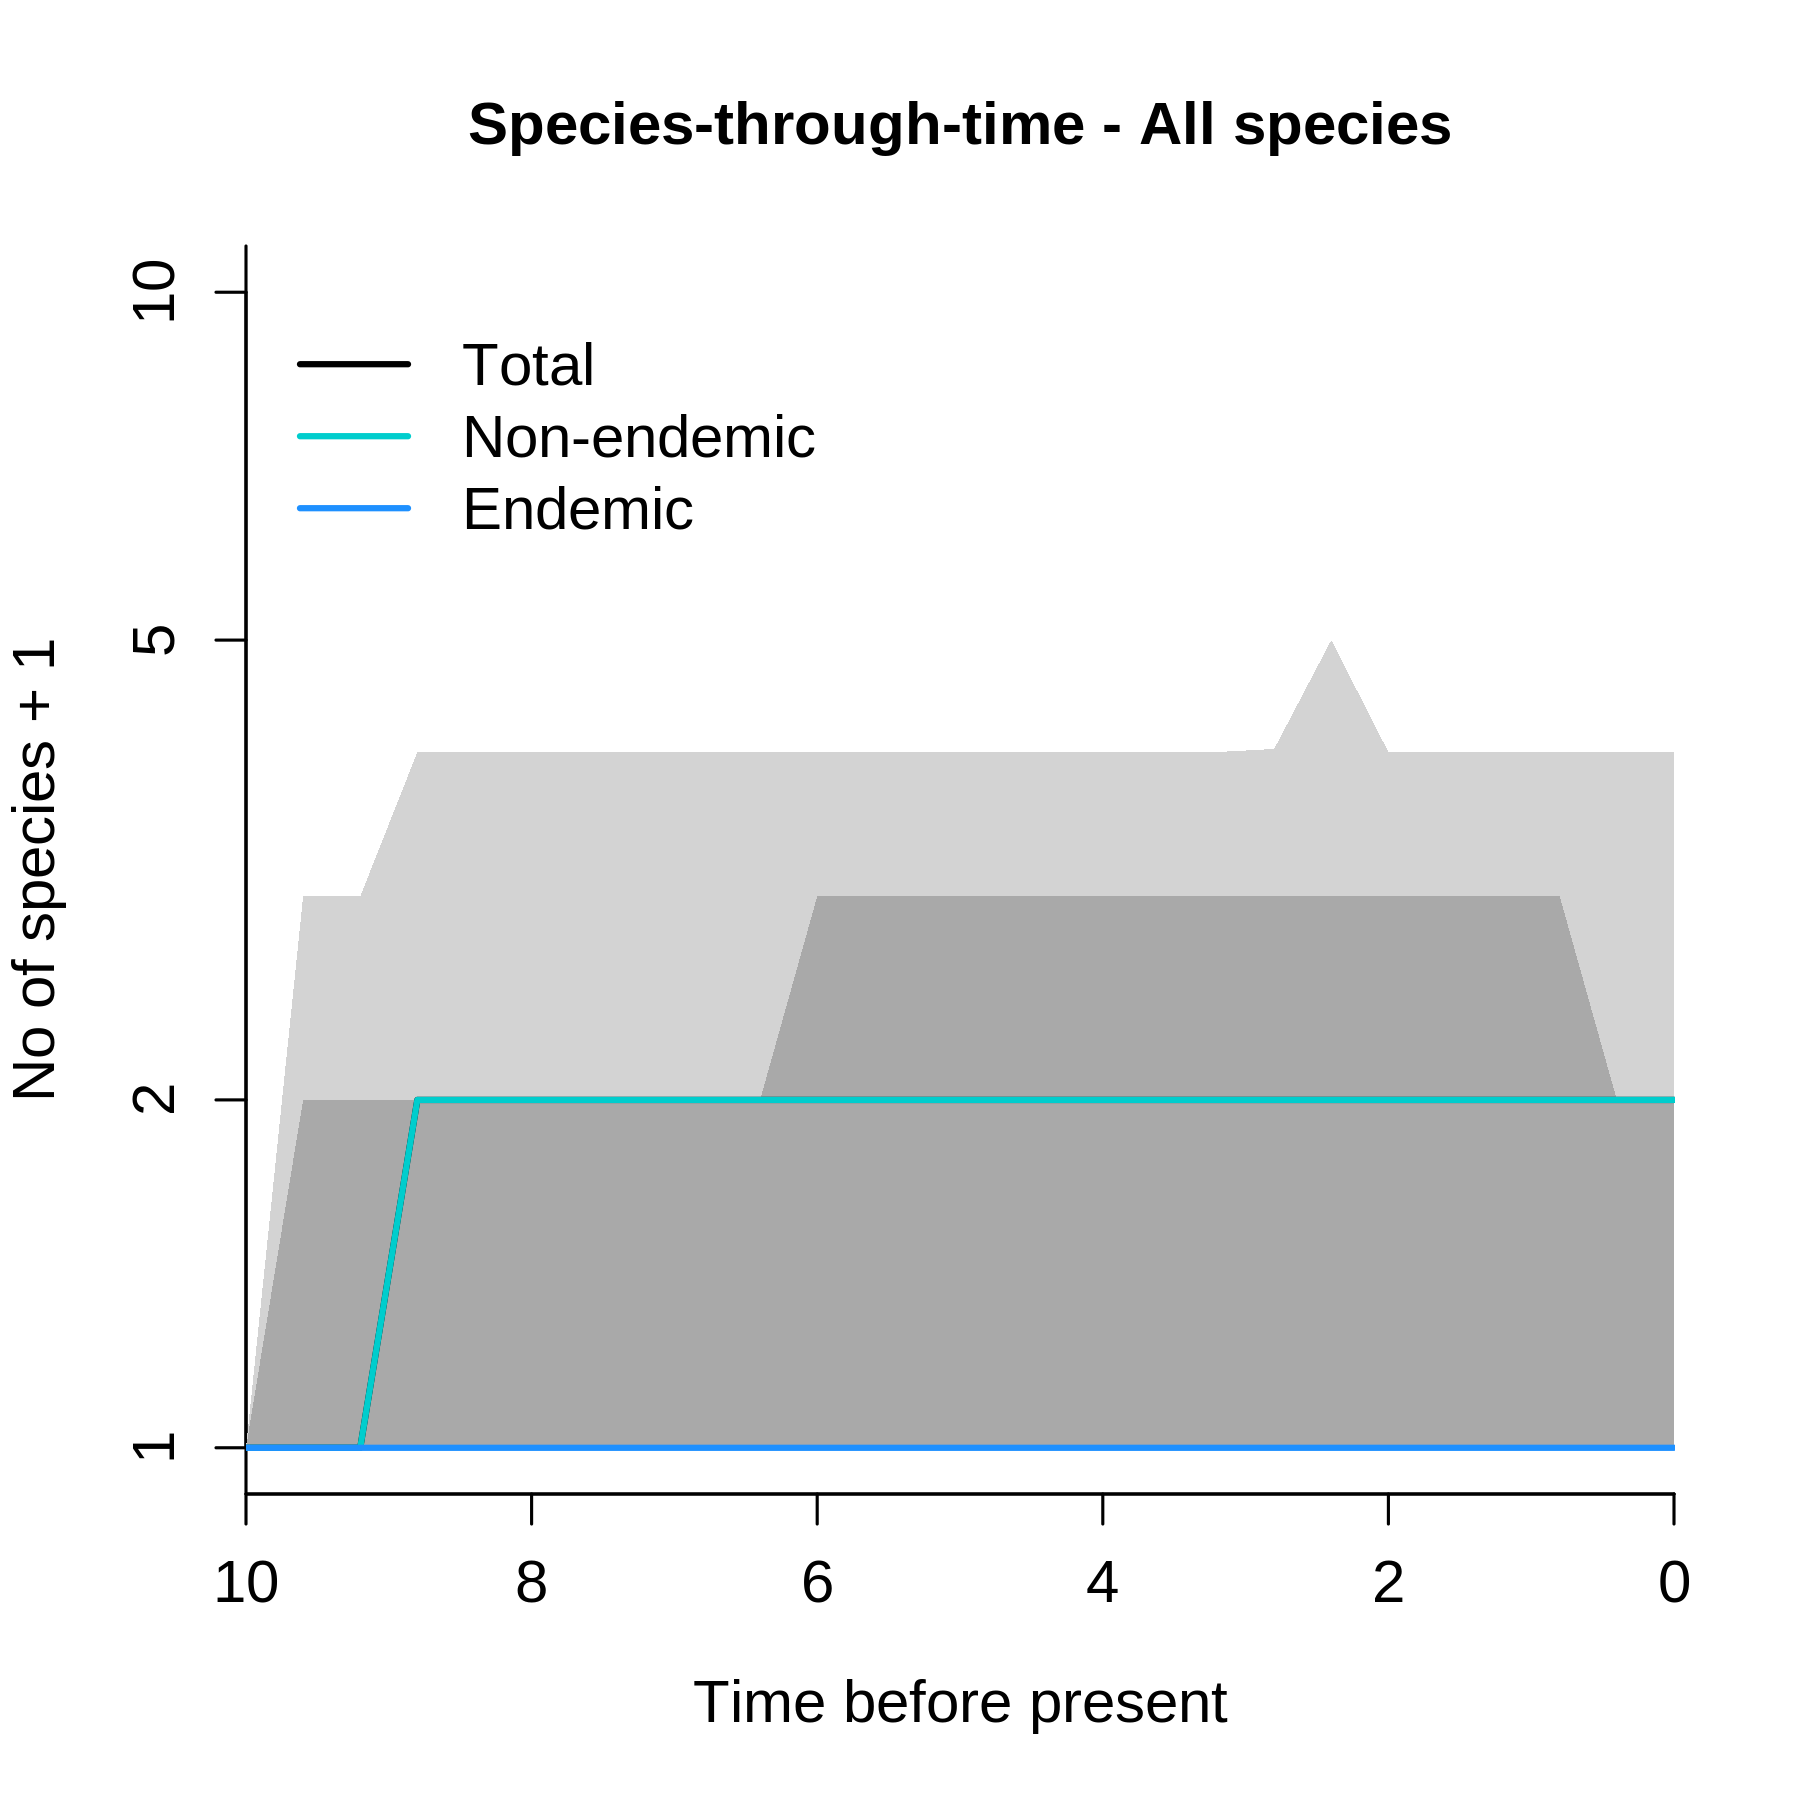 Species-through-time - All species
10
5
2
1
No of species + 1
Total
Non-endemic
Endemic
10 8 6 4 2 0
Time before present